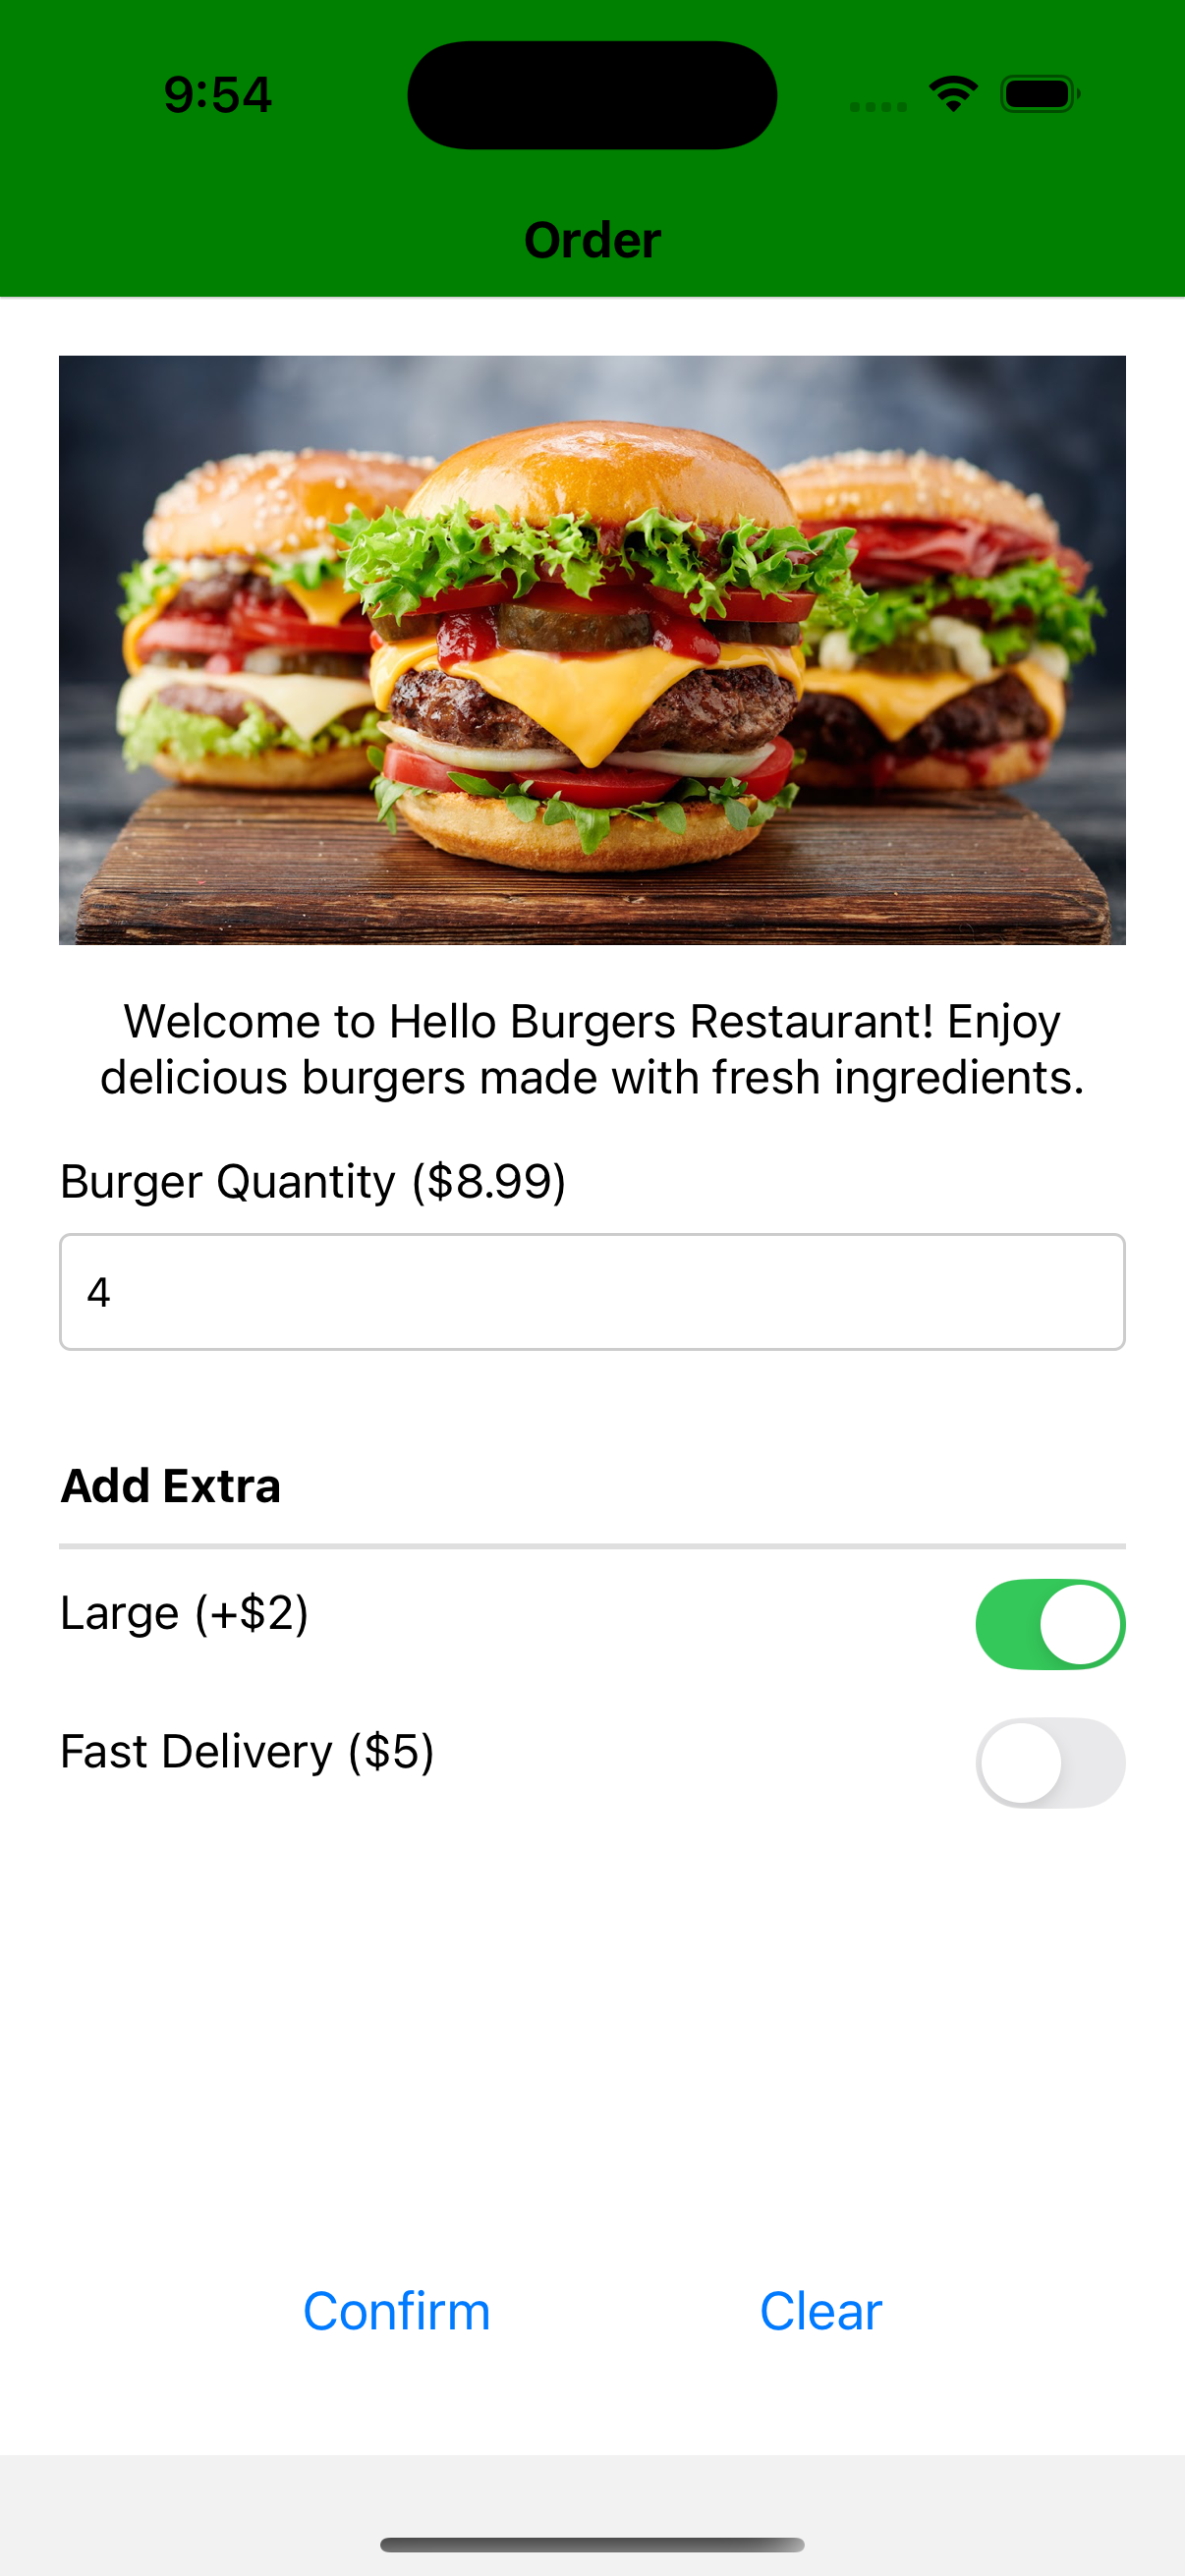 9:54
Order
Welcome to Hello Burgers Restaurant! Enjoy
delicious burgers made with fresh ingredients.
Burger Quantity ($8.99)
4
Add Extra
Large (+$2)
Fast Delivery ($5)
Confirm Clear